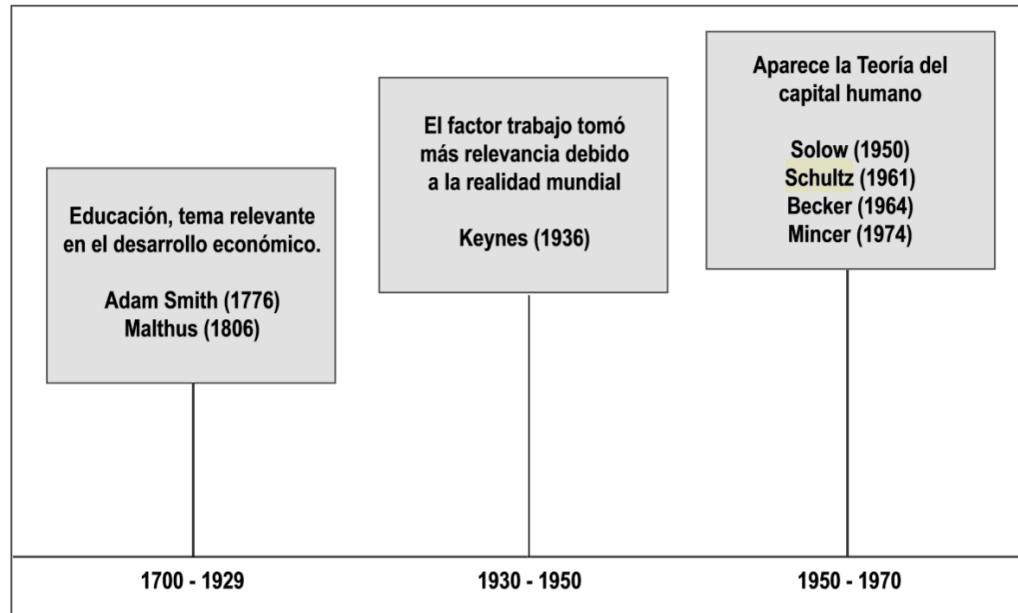 Educación, tema relevante
en el desarrollo económico.
Adam Smith (1776)
Malthus (1806)
El factor trabajo tomó
más relevancia debido
a la realidad mundial
Keynes (1936)
Aparece la Teoría del
capital humano
Solow (1950)
Schultz (1961)
Becker (1964)
Mincer (1974)
1700 - 1929
1930 - 1950
1950 - 1970